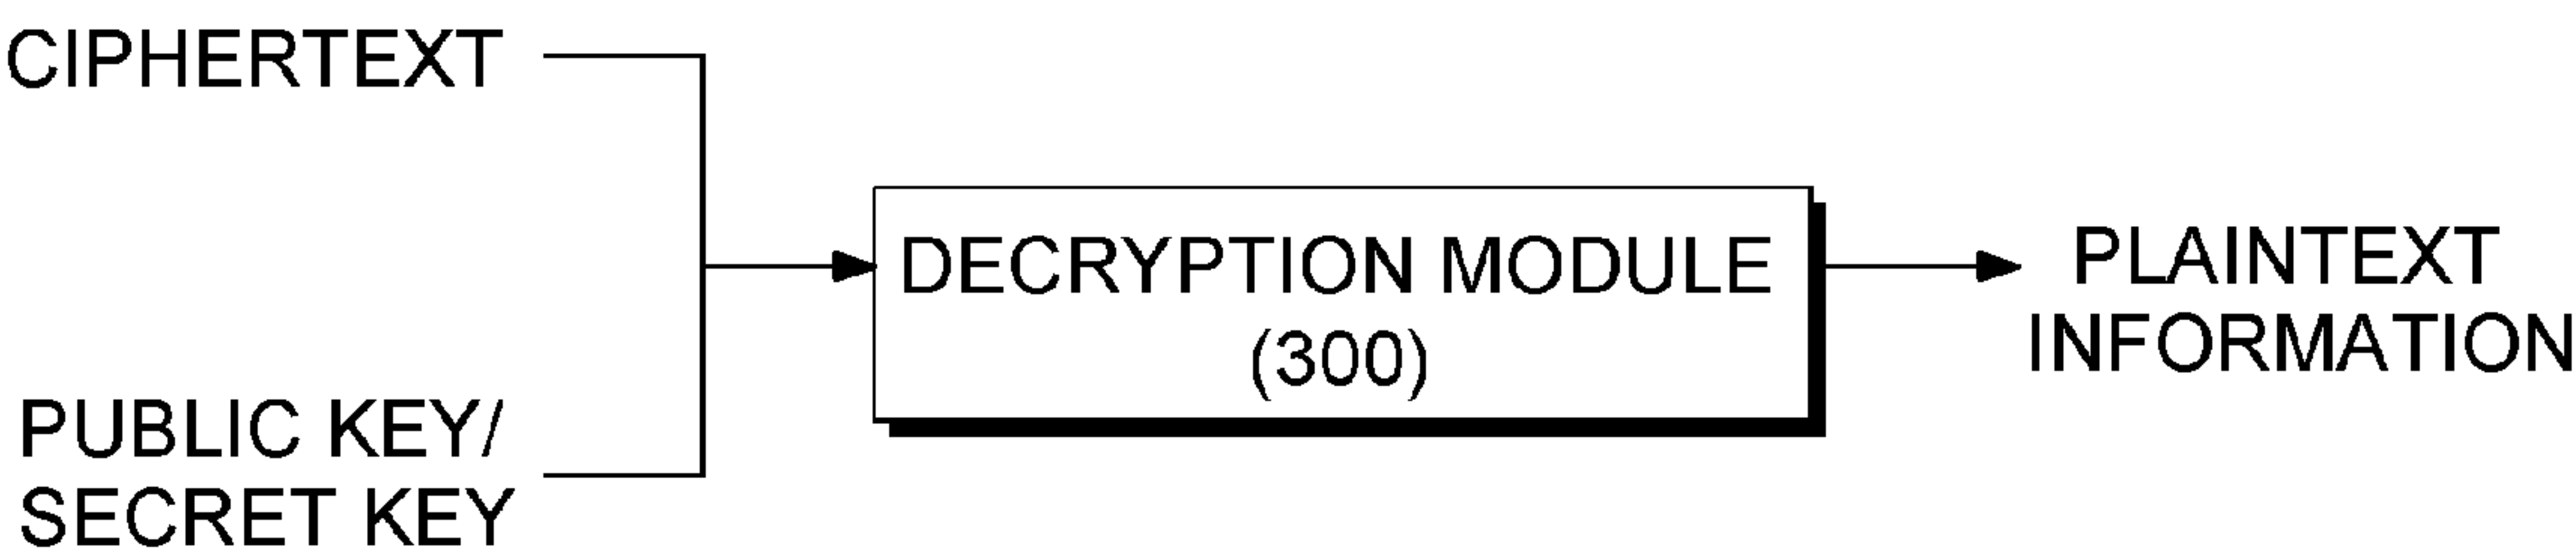 CIPHERTEXT
PUBLIC KEY/
SECRET KEY
DECRYPTION MODULE
(300)
PLAINTEXT
INFORMATION